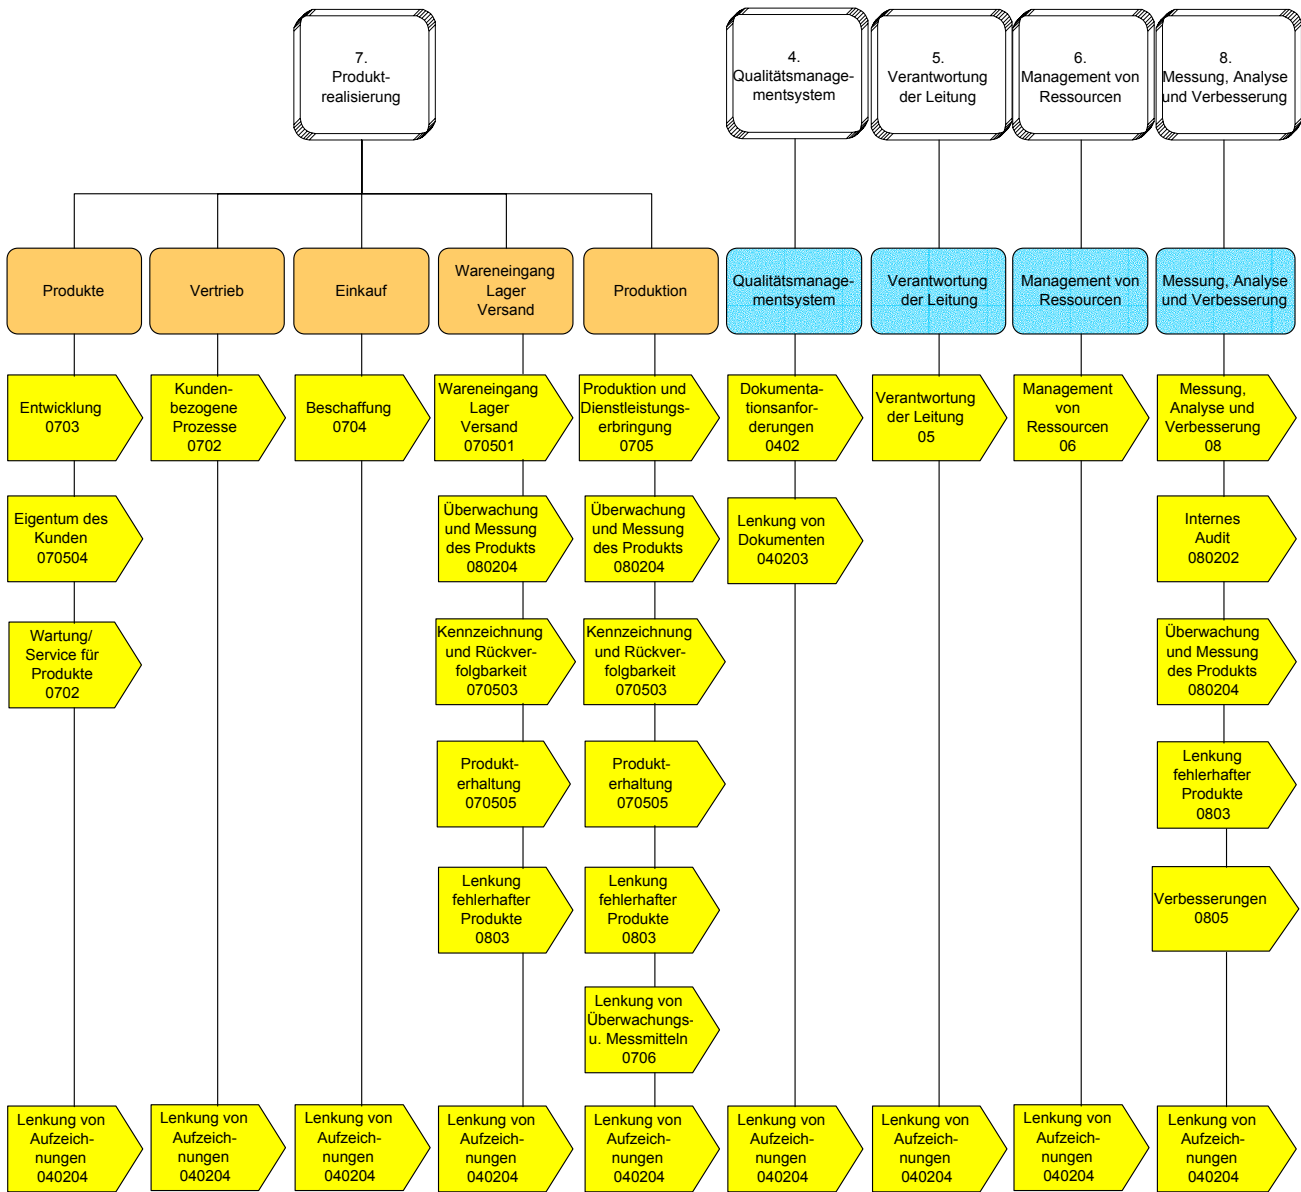 7.
Produkt-
realisierung
4.
Qualitätsmanage-
mentsystem
5.
Verantwortung
der Leitung
6.
Management von
Ressourcen
8.
Messung, Analyse
und Verbesserung
Produkte
Vertrieb
Einkauf
Wareneingang
Lager
Versand
Produktion
Qualitätsmanage-
mentsystem
Verantwortung
der Leitung
Management von
Ressourcen
Messung, Analyse
und Verbesserung
Entwicklung
0703
Kunden-
bezogene
Prozesse
0702
Beschaffung
0704
Wareneingang
Lager
Versand
070501
Produktion und
Dienstleistungs-
erbringung
0705
Dokumenta-
tionsanfor-
derungen
0402
Verantwortung
der Leitung
05
Management
von
Ressourcen
06
Messung,
Analyse und
Verbesserung
08
Eigentum des
Kunden
070504
Überwachung
und Messung
des Produkts
080204
Überwachung
und Messung
des Produkts
080204
Lenkung von
Dokumenten
040203
Internes
Audit
080202
Wartung/
Service für
Produkte
0702
Kennzeichnung
und Rückver-
folgbarkeit
070503
Kennzeichnung
und Rückver-
folgbarkeit
070503
Überwachung
und Messung
des Produkts
080204
Produkt-
erhaltung
070505
Produkt-
erhaltung
070505
Lenkung
fehlerhafter
Produkte
0803
Lenkung
fehlerhafter
Produkte
0803
Lenkung
fehlerhafter
Produkte
0803
Verbesserungen
0805
Lenkung von
Überwachungs-
u. Messmitteln
0706
Lenkung von
Aufzeich-
nungen
040204
Lenkung von
Aufzeich-
nungen
040204
Lenkung von
Aufzeich-
nungen
040204
Lenkung von
Aufzeich-
nungen
040204
Lenkung von
Aufzeich-
nungen
040204
Lenkung von
Aufzeich-
nungen
040204
Lenkung von
Aufzeich-
nungen
040204
Lenkung von
Aufzeich-
nungen
040204
Lenkung von
Aufzeich-
nungen
040204